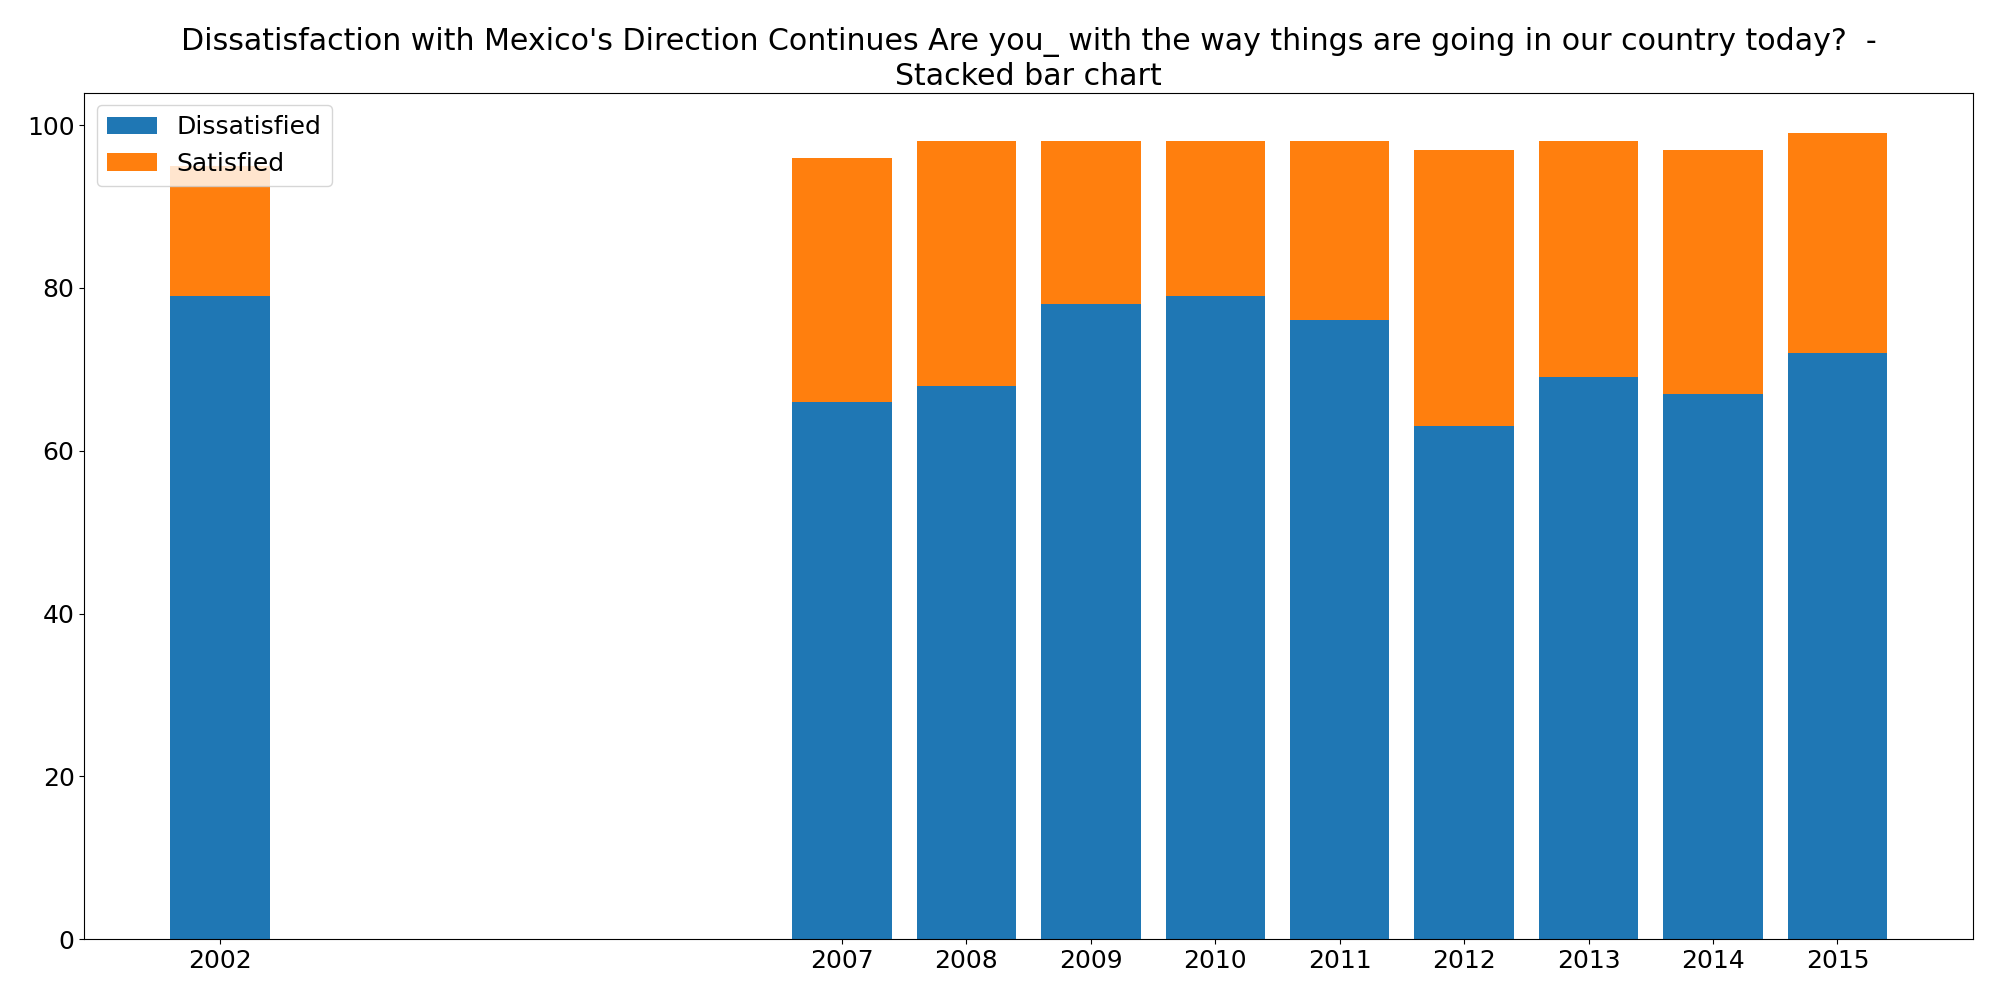 Dissatisfaction with Mexico's Direction Continues Are you_ with the way things are going in our country today?  -
Stacked bar chart
Dissatisfied
Satisfied
100
80
60
40
20
0
2002 2007 2008 2009 2010 2011 2012 2013 2014 2015